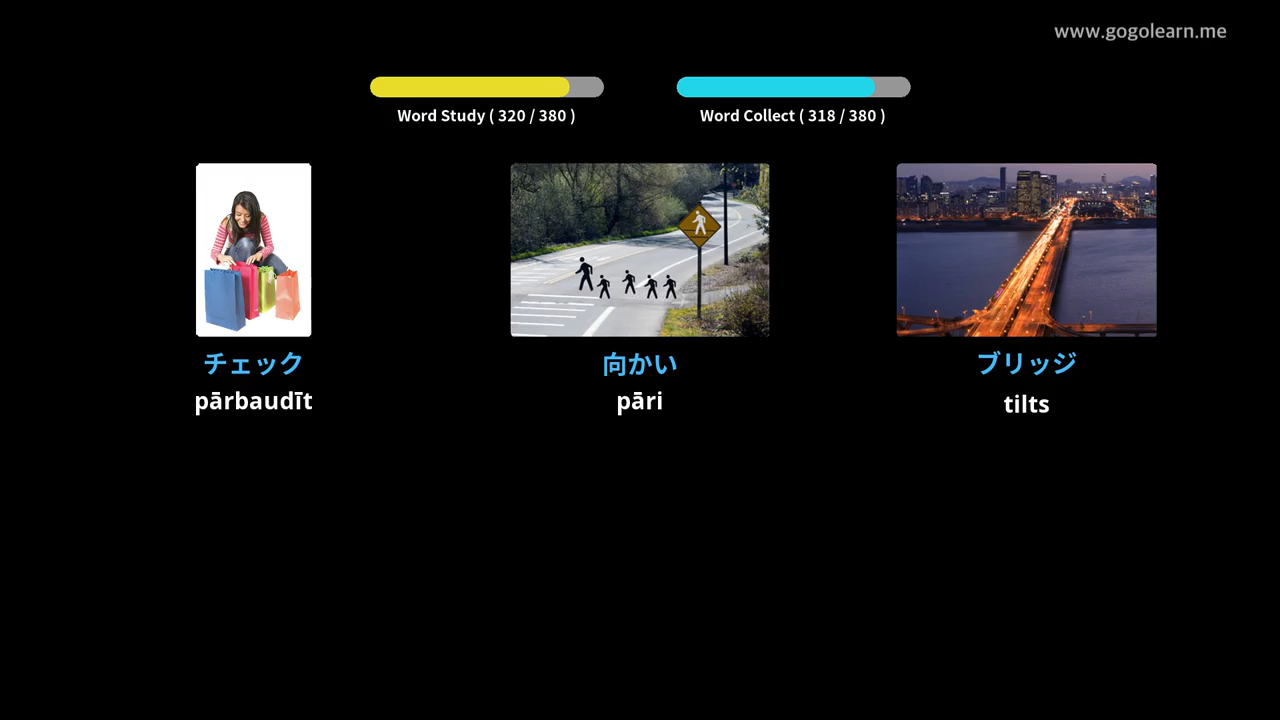 www.gogolearn.me
Word Study ( 320 / 380 )
Word Collect ( 318 / 380 )
チェック
向かい
ブリッジ
pārbaudīt
pāri
tilts